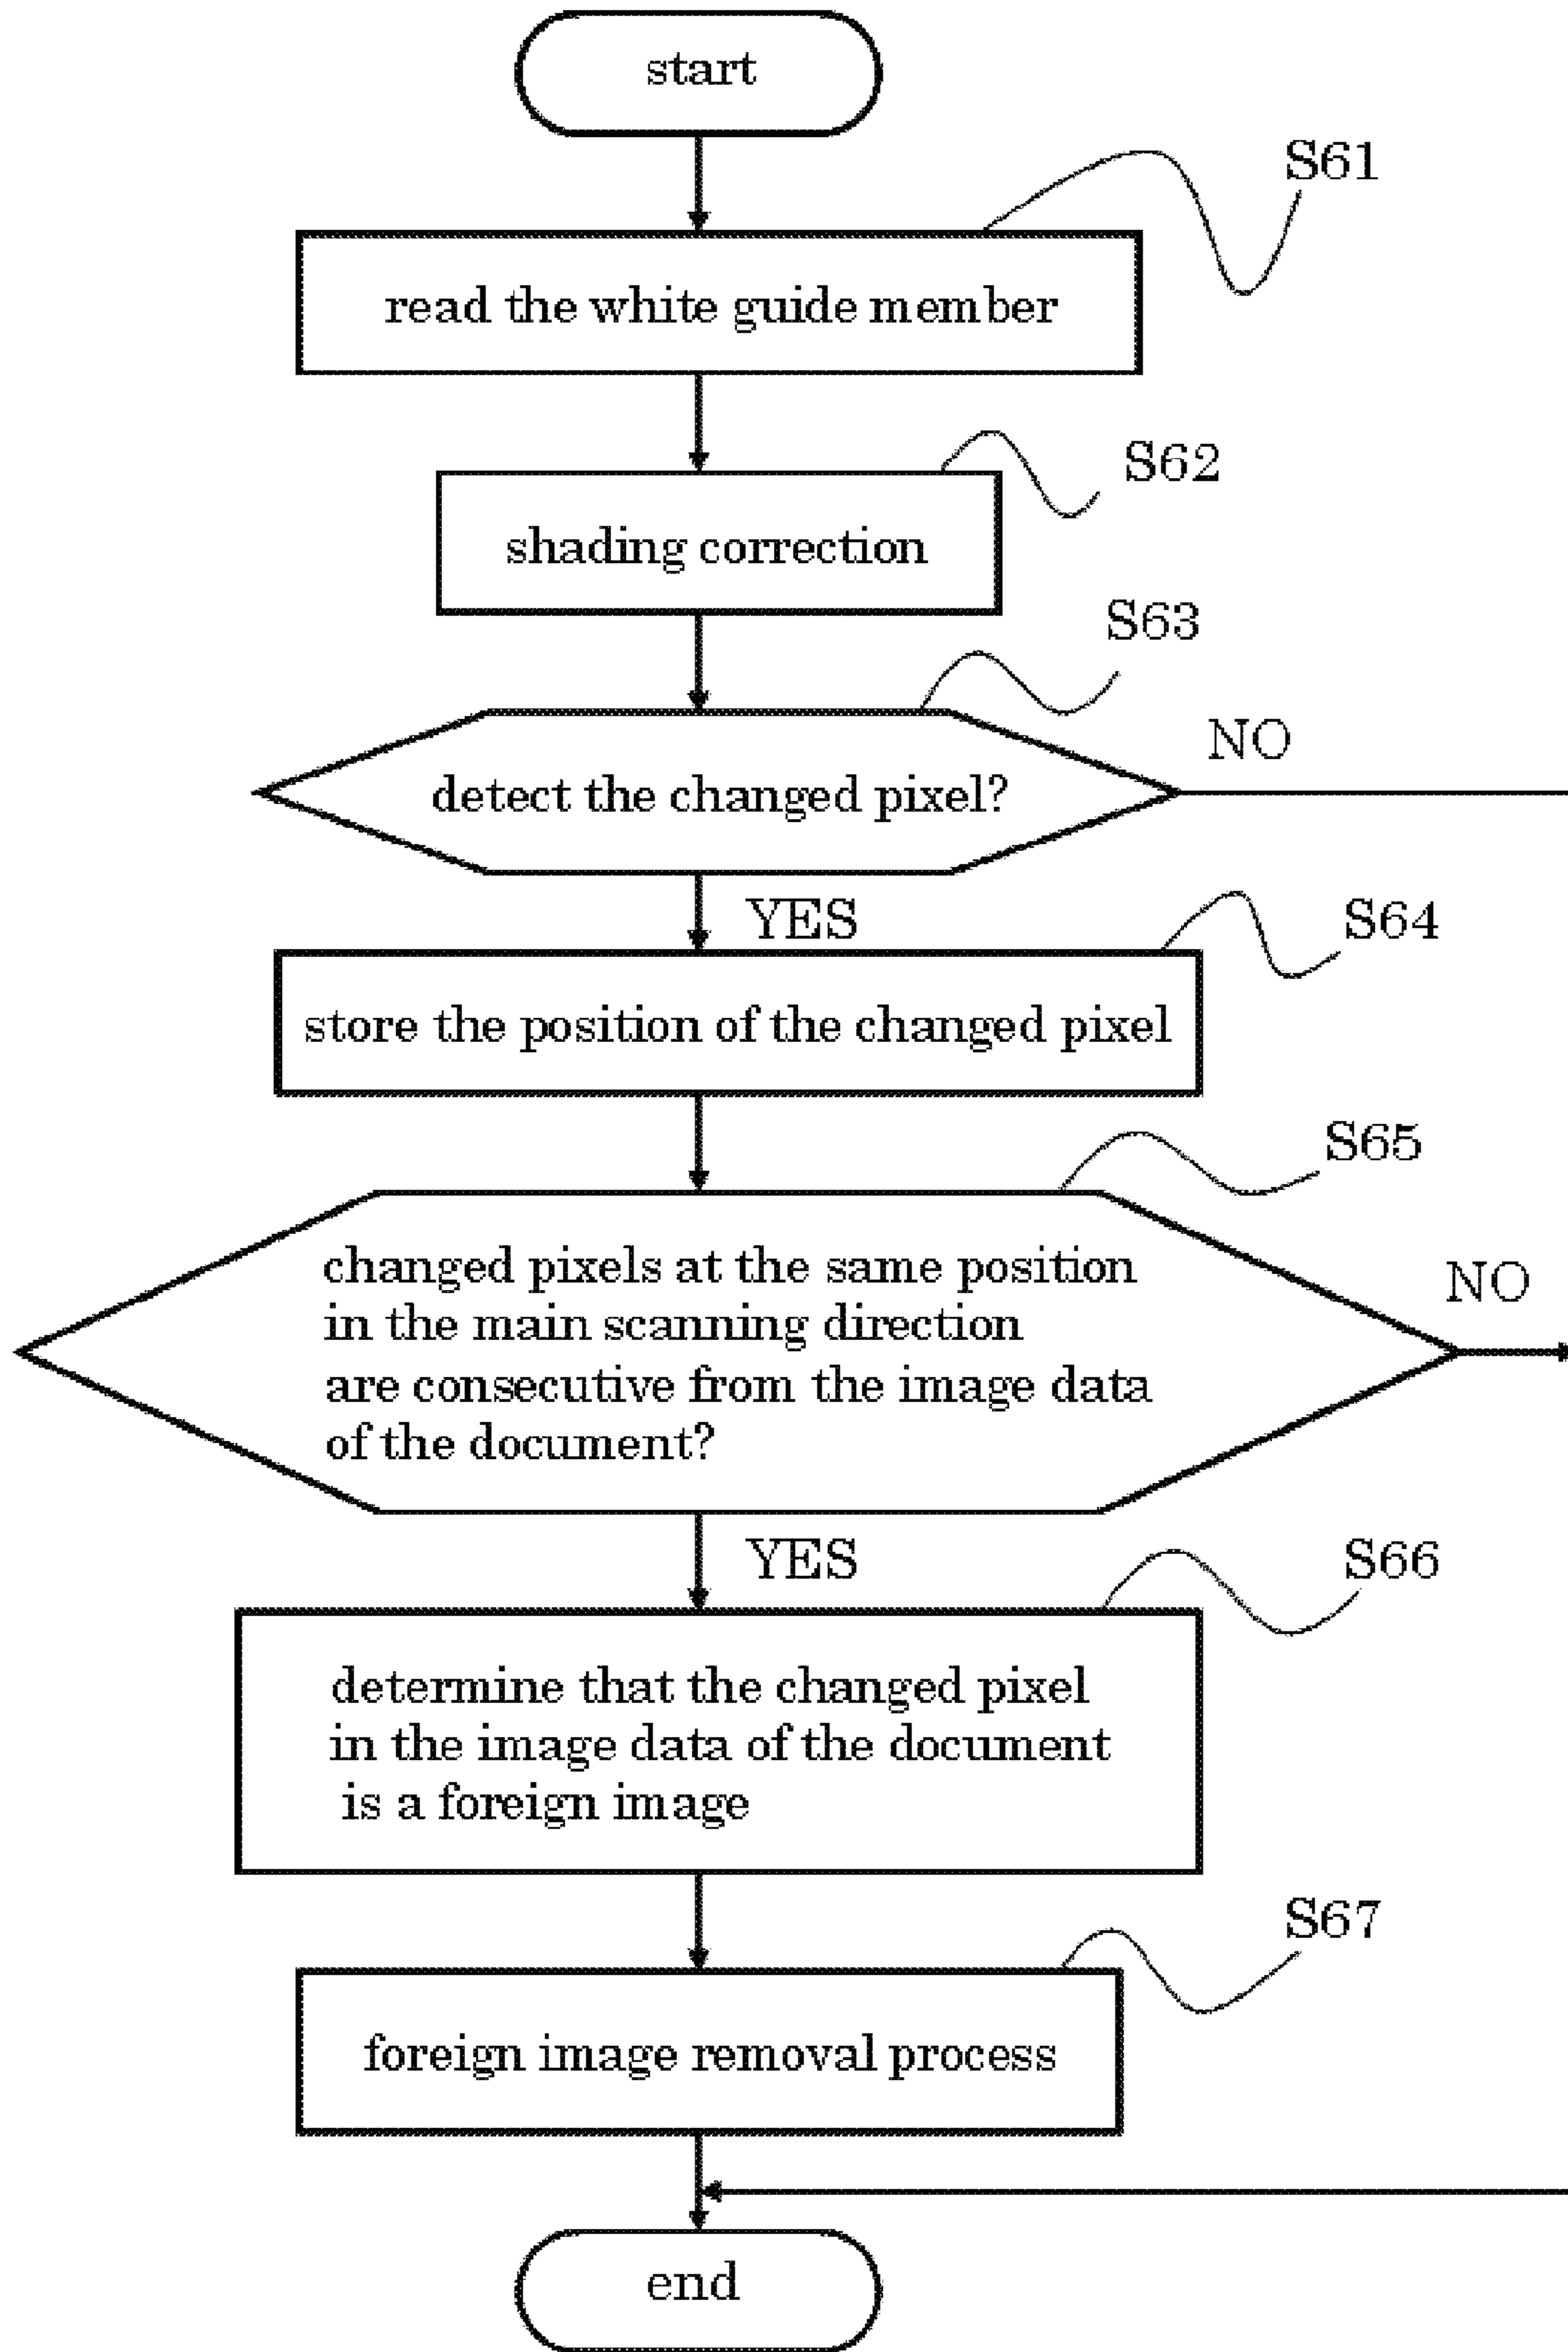 start
S61
read the white guide member
S62
shading correction
S63
detect the changed pixel?
NO
YES
S64
store the position of the changed pixel
S65
changed pixels at the same position
in the main scanning direction
are consecutive from the image data
of the document?
NO
YES
S66
determine that the changed pixel
in the image data of the document
is a foreign image
S67
foreign image removal process
end